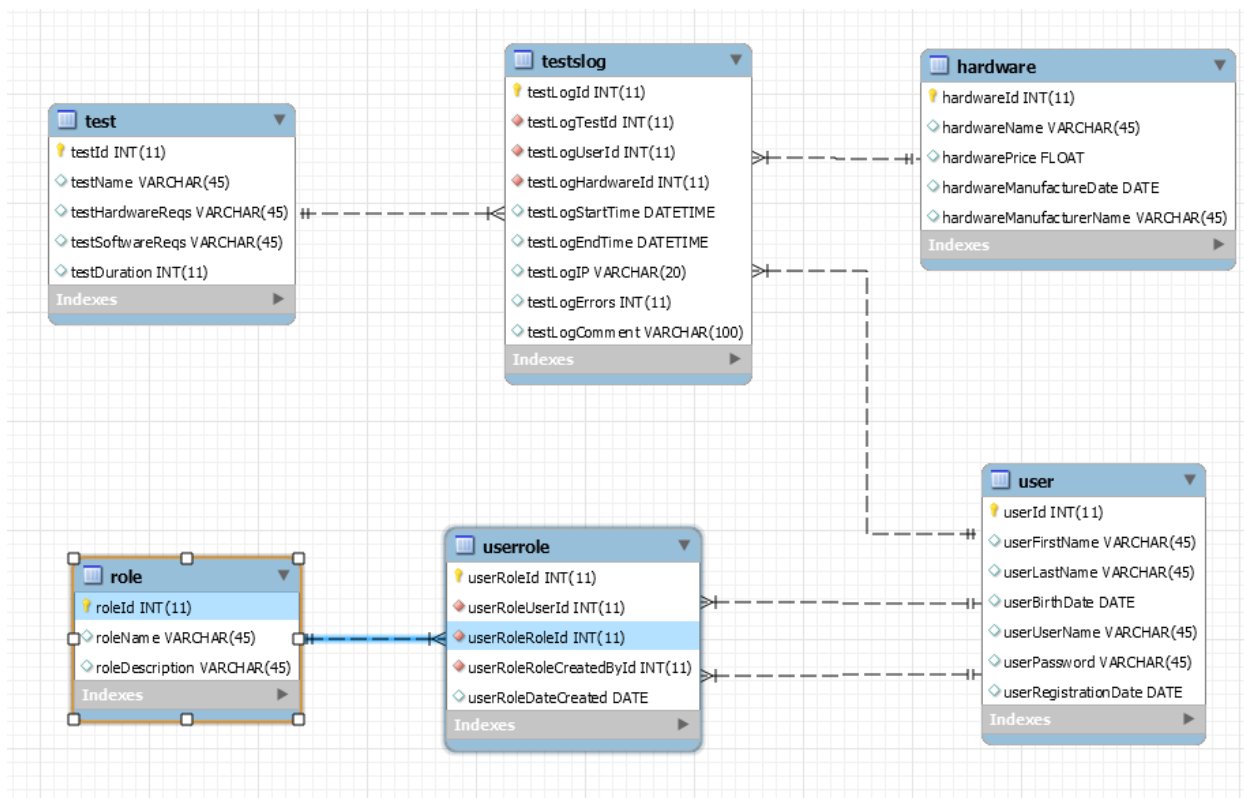 test
testId INT(11)
testName VARCHAR(45)
testHardwareReqs VARCHAR(45)
testSoftwareReqs VARCHAR(45)
testDuration INT(11)
Indexes
testslog
testLogId INT(11)
testLogTestId INT(11)
testLogUserId INT(11)
testLogHardwareId INT(11)
testLogStartTime DATETIME
testLogEndTime DATETIME
testLogIP VARCHAR(20)
testLogErrors INT(11)
testLogComment VARCHAR(100)
Indexes
hardware
hardwareId INT(11)
hardwareName VARCHAR(45)
hardwarePrice FLOAT
hardwareManufactureDate DATE
hardwareManufacturerName VARCHAR(45)
Indexes
role
roleId INT(11)
roleName VARCHAR(45)
roleDescription VARCHAR(45)
Indexes
userrole
userRoleId INT(11)
userRoleUserId INT(11)
userRoleRoleId INT(11)
userRoleRoleCreatedById INT(11)
userRoleDateCreated DATE
Indexes
user
userId INT(11)
userFirstName VARCHAR(45)
userLastName VARCHAR(45)
userBirthDate DATE
userUserName VARCHAR(45)
userPassword VARCHAR(45)
userRegistrationDate DATE
Indexes